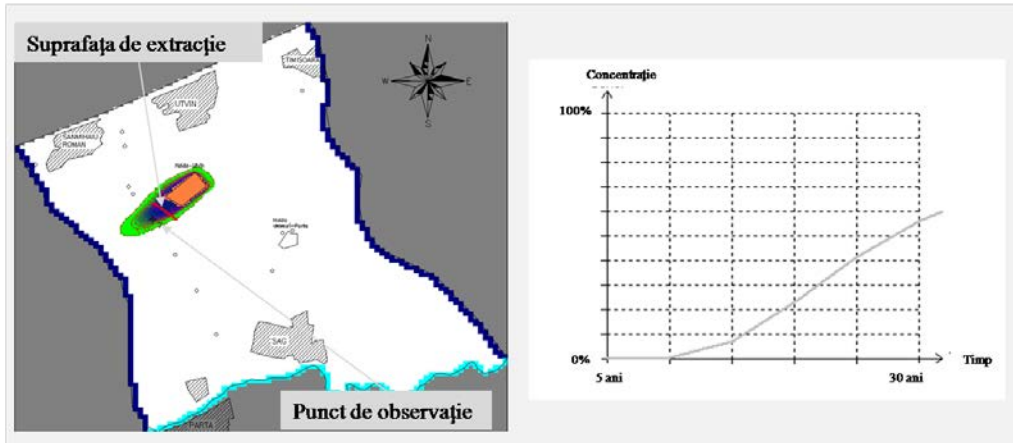 Suprafața de extracție
N
TIMISOARA
W
E
S
UTVIN
SANMIHAIU
ROMAN
SAG
Punct de observație
PARTA
Concentrație
100%
0%
Timp
5 ani
30 ani